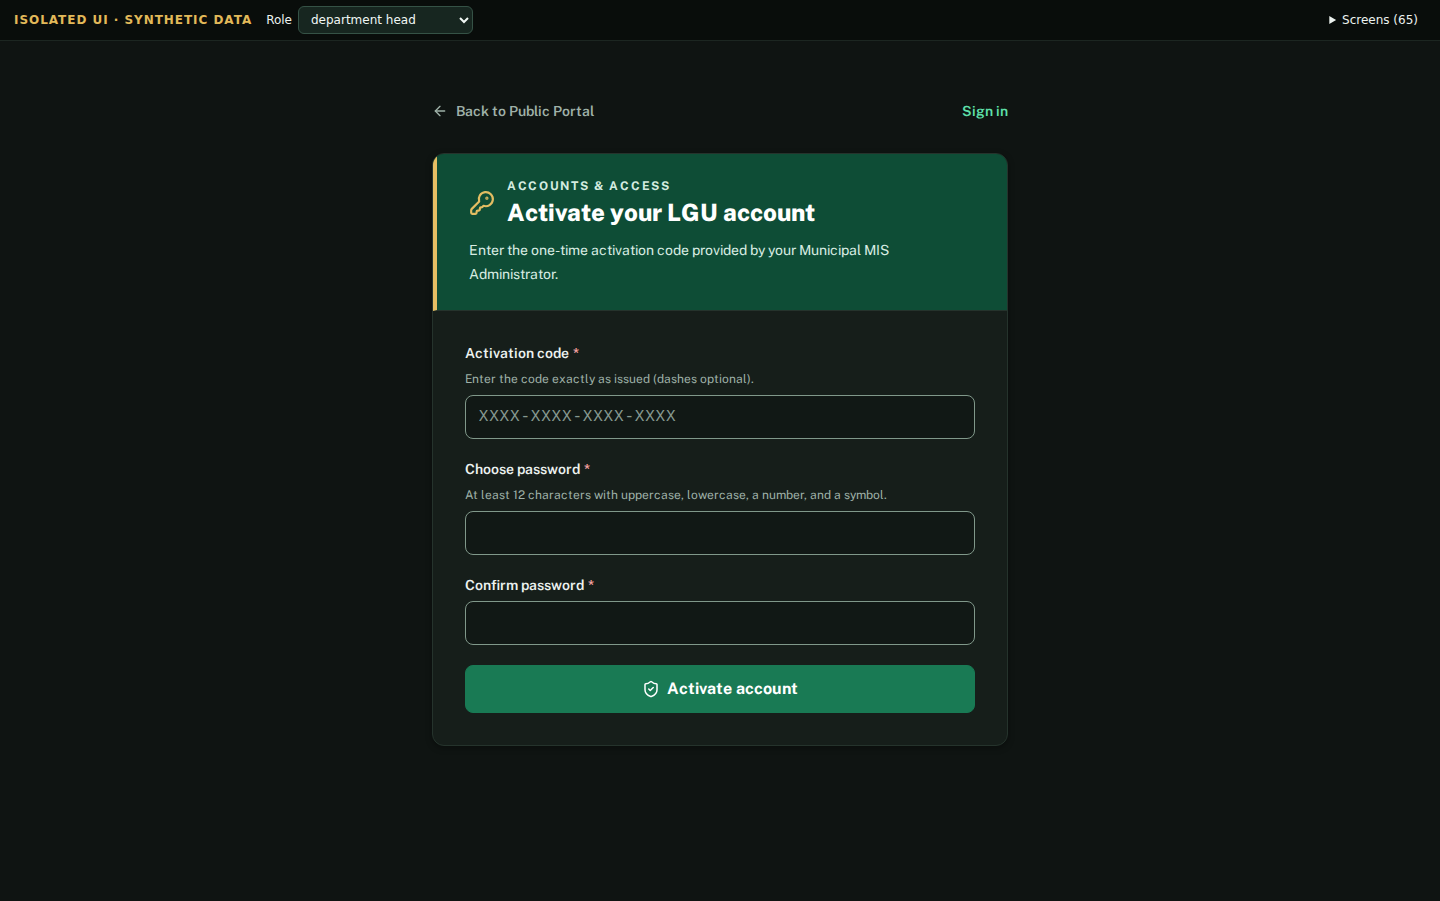 ISOLATED UI · SYNTHETIC DATA Role department head Screens (65)
Back to Public Portal Sign in
ACCOUNTS & ACCESS
Activate your LGU account
Enter the one-time activation code provided by your Municipal MIS
Administrator.
Activation code *
Enter the code exactly as issued (dashes optional).
XXXX-XXXX-XXXX-XXXX
Choose password *
At least 12 characters with uppercase, lowercase, a number, and a symbol.
Confirm password *
Activate account